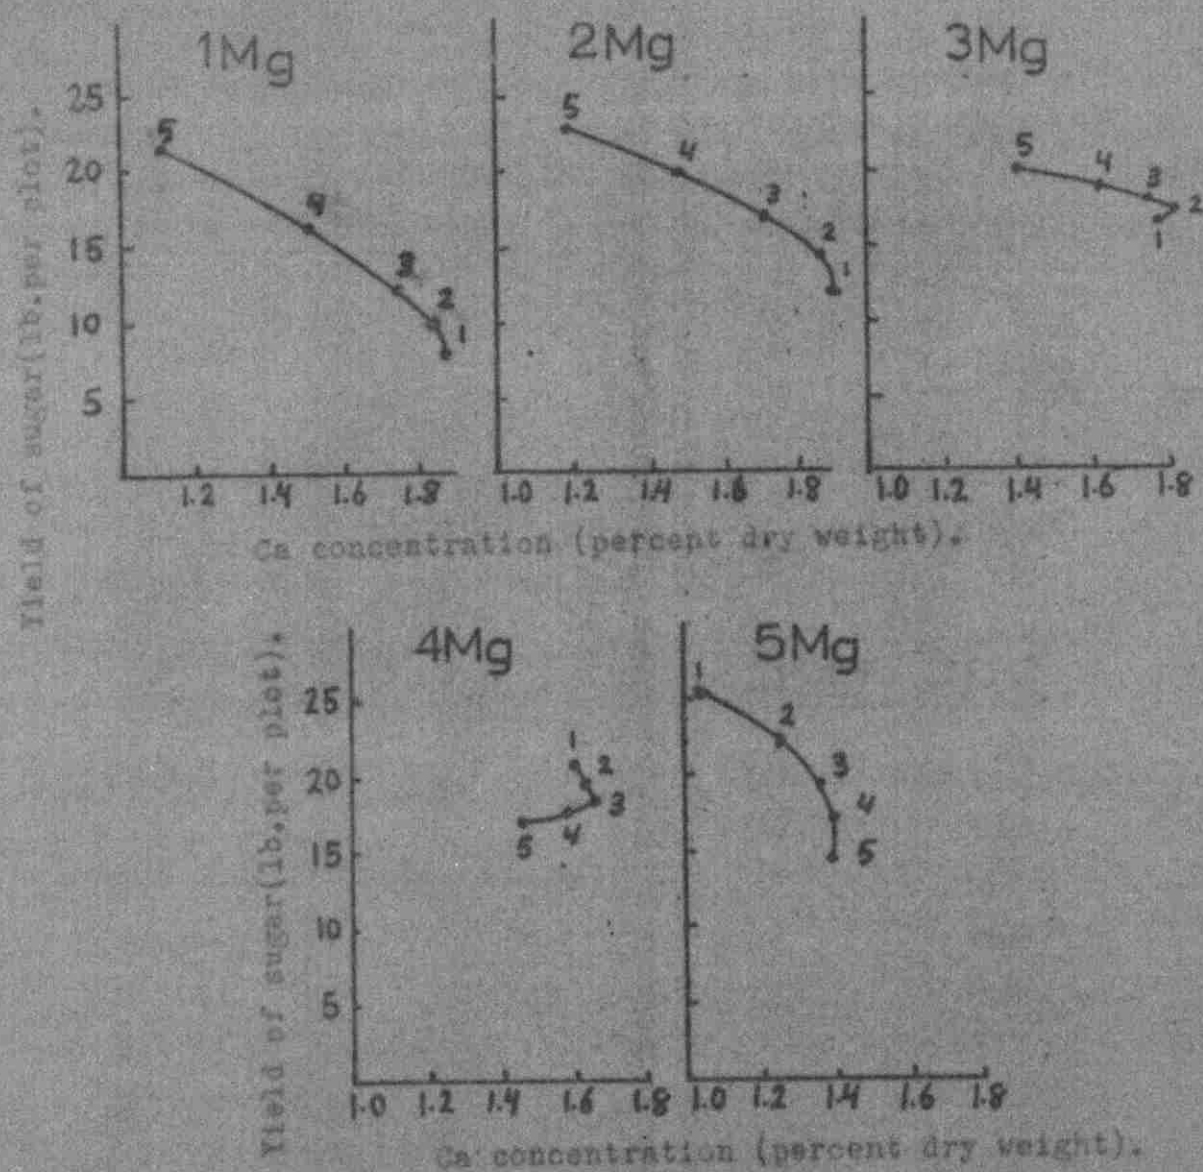 1Mg 2Mg 3Mg
Yield of sugar(lb.per plot).
25
20
15
10
5
5 4 3 2 1
5 4 3 2 1
5 4 3 2 1
1.2 1.4 1.6 1.8
1.0 1.2 1.4 1.6 1.8
1.0 1.2 1.4 1.6 1.8
Ca concentration (percent dry weight).
4Mg 5Mg
Yield of sugar(lb.per plot).
25
20
15
10
5
1 2 3 4 5
1 2 3 4 5
1.0 1.2 1.4 1.6 1.8
1.0 1.2 1.4 1.6 1.8
Ca concentration (percent dry weight).